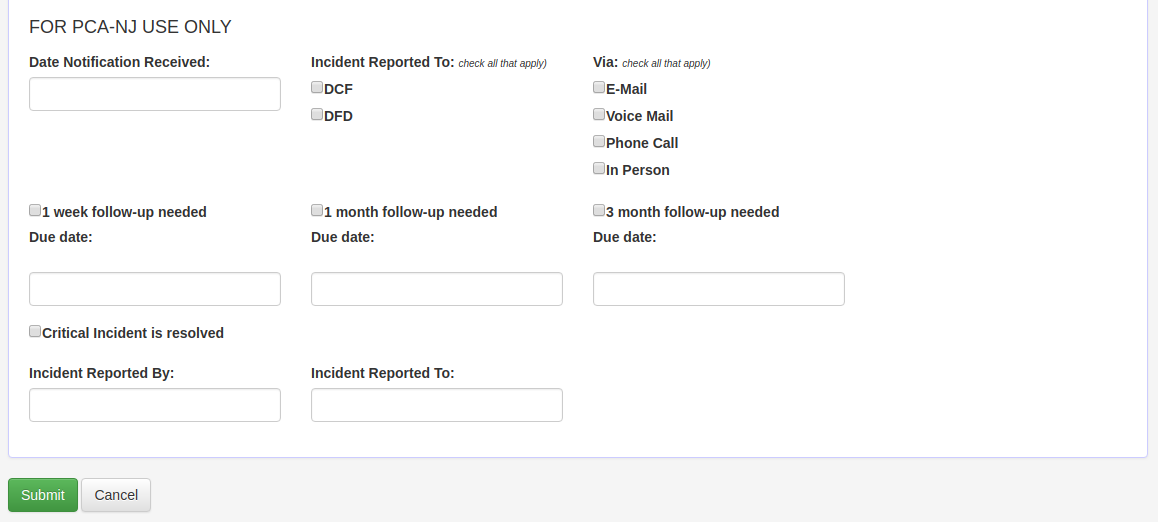 FOR PCA-NJ USE ONLY
Date Notification Received:
Incident Reported To: check all that apply)
DCF
DFD
Via: check all that apply)
E-Mail
Voice Mail
Phone Call
In Person
1 week follow-up needed
Due date:
1 month follow-up needed
Due date:
3 month follow-up needed
Due date:
Critical Incident is resolved
Incident Reported By:
Incident Reported To:
Submit
Cancel